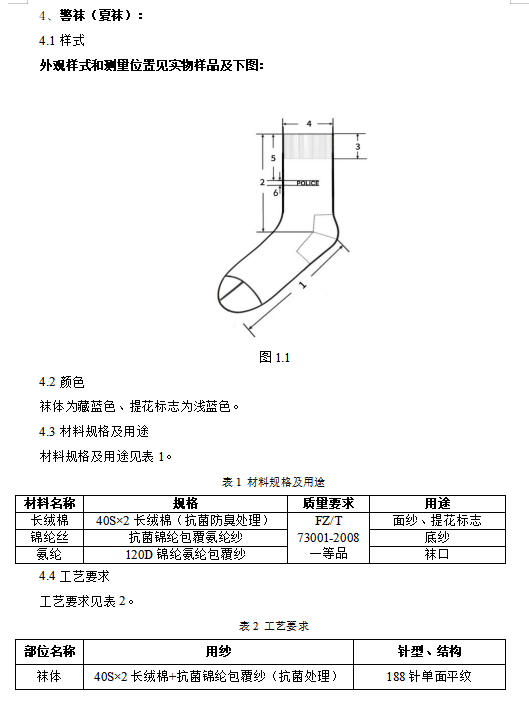 4、警袜（夏袜）：
4.1 样式
外观样式和测量位置见实物样品及下图：
4
5
3
2
POLICE
6
1
图 1.1
4.2 颜色
袜体为藏蓝色、提花标志为浅蓝色。
4.3 材料规格及用途
材料规格及用途见表 1。
表 1 材料规格及用途
材料名称 规格 质量要求 用途
长绒棉 40S×2 长绒棉（抗菌防臭处理） FZ/T 面纱、提花标志
锦纶丝 抗菌锦纶包覆氨纶纱 73001-2008 底纱
氨纶 120D 锦纶氨纶包覆纱 一等品 袜口
4.4 工艺要求
工艺要求见表 2。
表 2 工艺要求
部位名称 用纱 针型、结构
袜体 40S×2 长绒棉+抗菌锦纶包覆纱（抗菌处理） 188 针单面平纹